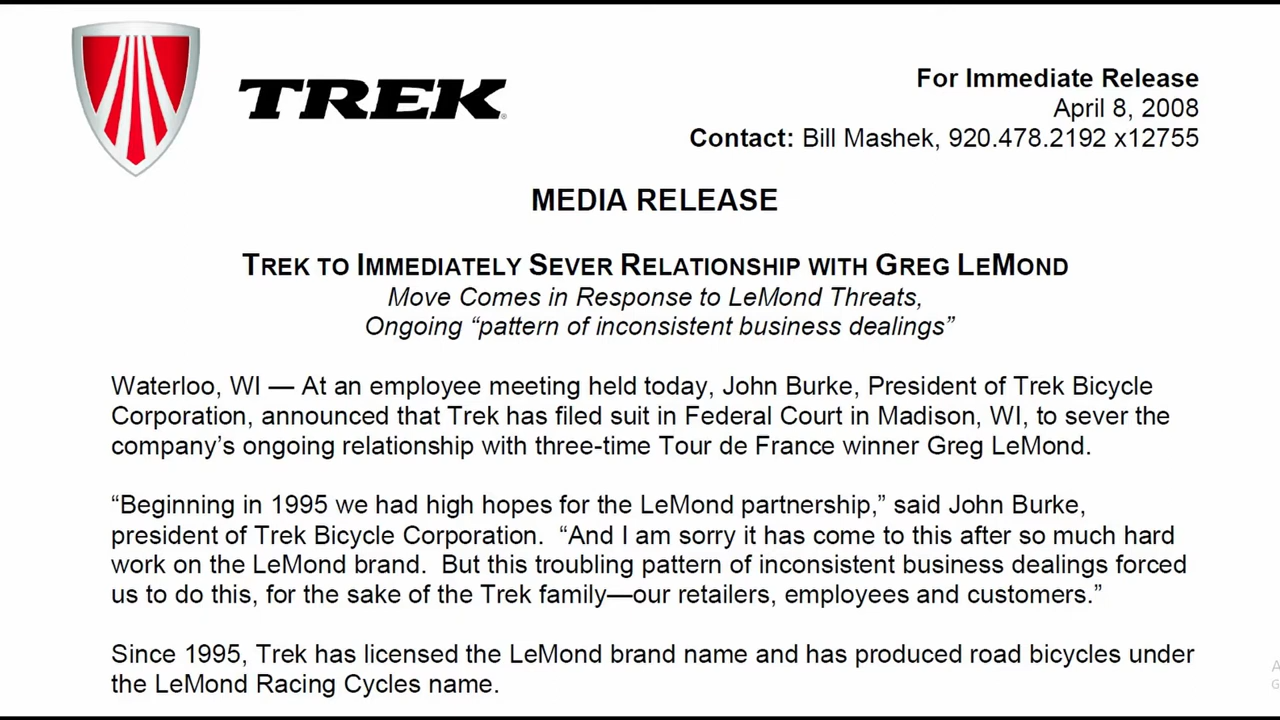 TREK
For Immediate Release
April 8, 2008
Contact: Bill Mashek, 920.478.2192 x12755
MEDIA RELEASE
TREK TO IMMEDIATELY SEVER RELATIONSHIP WITH GREG LEMOND
Move Comes in Response to LeMond Threats,
Ongoing “pattern of inconsistent business dealings”
Waterloo, WI — At an employee meeting held today, John Burke, President of Trek Bicycle
Corporation, announced that Trek has filed suit in Federal Court in Madison, WI, to sever the
company’s ongoing relationship with three-time Tour de France winner Greg LeMond.
“Beginning in 1995 we had high hopes for the LeMond partnership,” said John Burke,
president of Trek Bicycle Corporation.  “And I am sorry it has come to this after so much hard
work on the LeMond brand.  But this troubling pattern of inconsistent business dealings forced
us to do this, for the sake of the Trek family—our retailers, employees and customers.”
Since 1995, Trek has licensed the LeMond brand name and has produced road bicycles under
the LeMond Racing Cycles name.
A
G